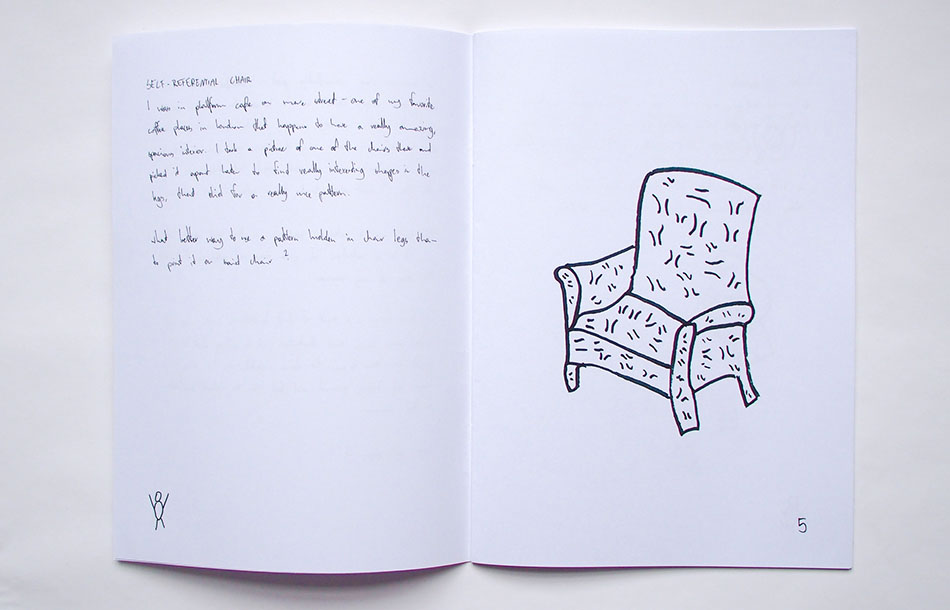 SELF-REFERENTIAL CHAIR
I was in platform cafe on mare street - one of my favorite
coffee places in london that happens to have a really amazing,
spacious interior. I took a picture of one of the chairs there and
picked it apart later to find really interesting shapes in the
legs, that did for a really nice pattern.
what better way to use a pattern hidden in chair legs than
to print it on said chair?
5